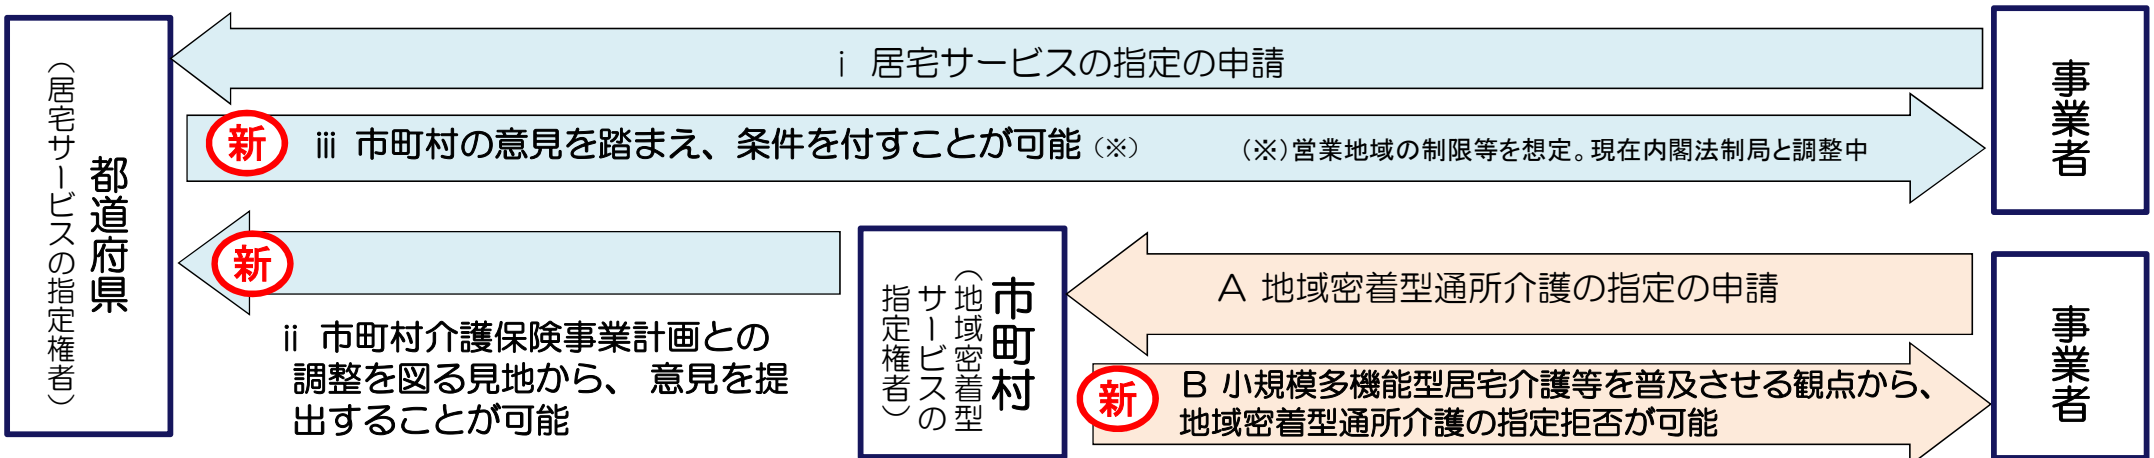 都道府県
（居宅サービスの指定権者）
ⅰ 居宅サービスの指定の申請
新
ⅲ 市町村の意見を踏まえ、条件を付すことが可能（※）
（※）営業地域の制限等を想定。現在内閣法制局と調整中
事業者
新
ⅱ 市町村介護保険事業計画との
調整を図る見地から、 意見を提
出することが可能
市町村
（地域密着型
サービスの
指定権者）
A 地域密着型通所介護の指定の申請
新
B 小規模多機能型居宅介護等を普及させる観点から、
地域密着型通所介護の指定拒否が可能
事業者